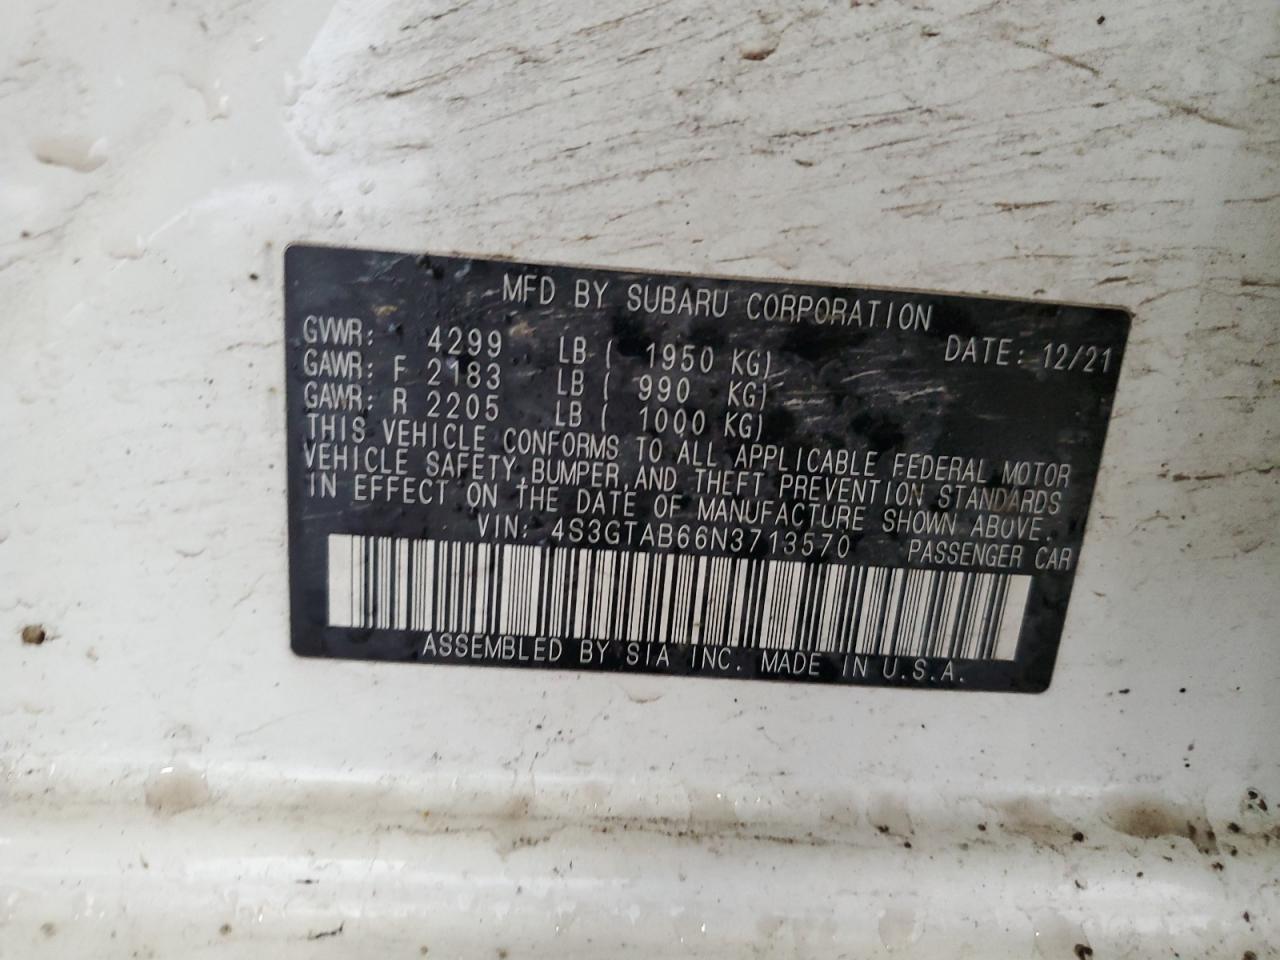 MFD BY SUBARU CORPORATION
GVWR: 4299 LB ( 1950 KG) DATE: 12/21
GAWR: F 2183 LB ( 990 KG)
GAWR: R 2205 LB ( 1000 KG)
THIS VEHICLE CONFORMS TO ALL APPLICABLE FEDERAL MOTOR
VEHICLE SAFETY,BUMPER,AND THEFT PREVENTION STANDARDS
IN EFFECT ON THE DATE OF MANUFACTURE SHOWN ABOVE.
VIN: 4S3GTAB66N3713570 PASSENGER CAR
ASSEMBLED BY SIA INC. MADE IN U.S.A.